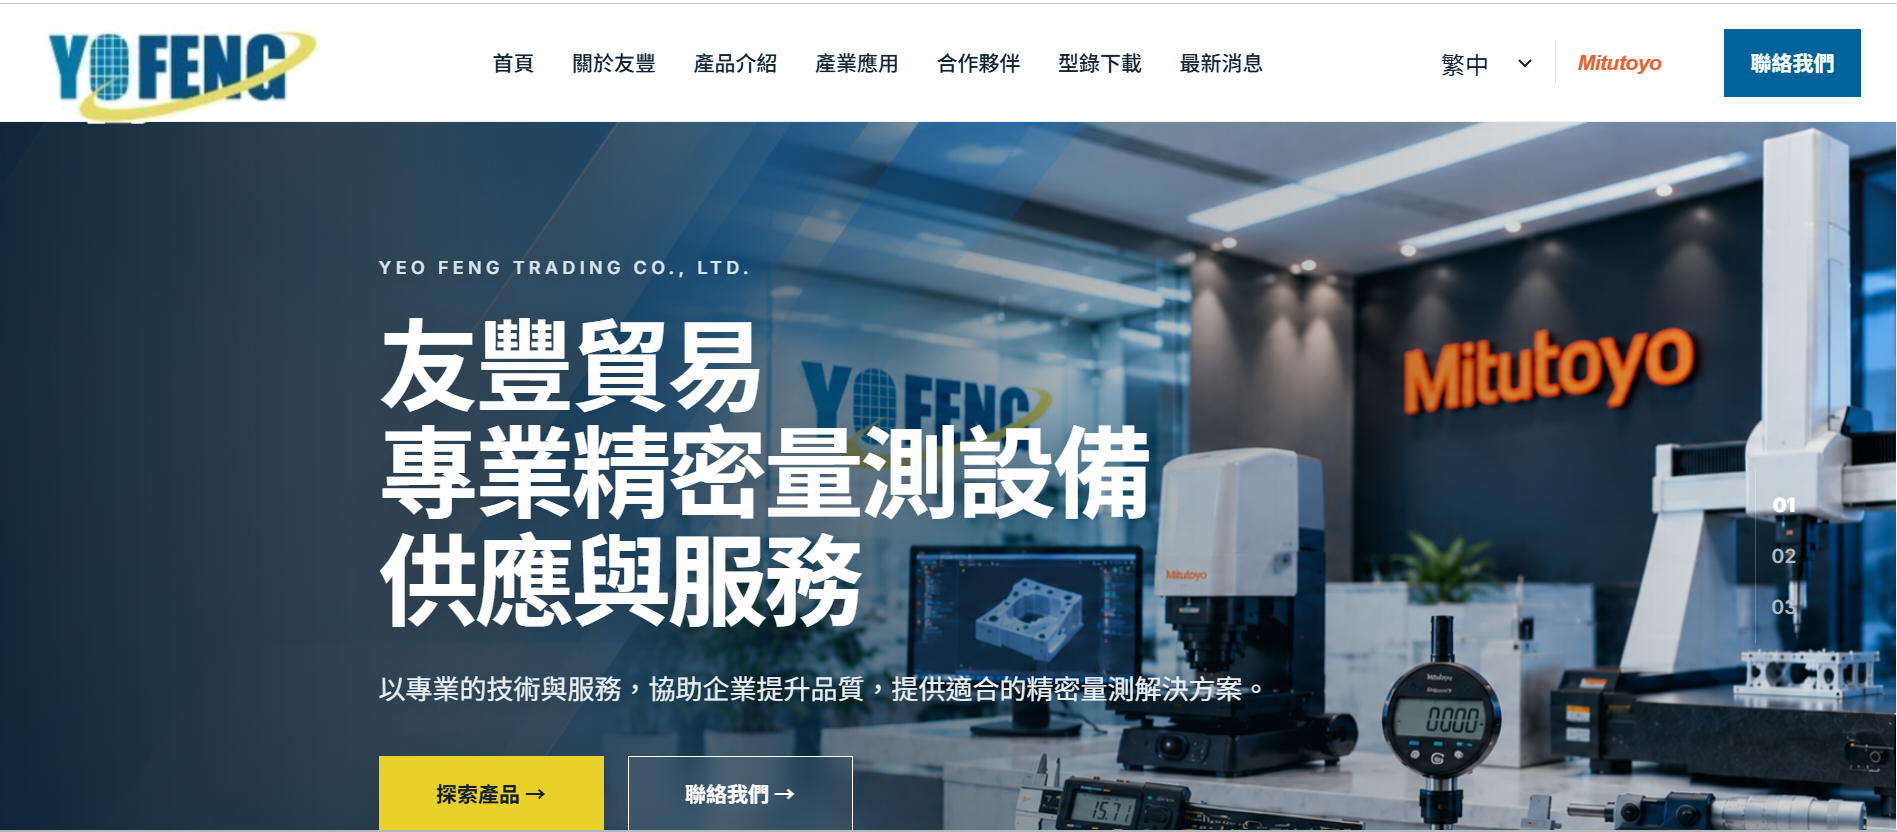 YOFENG
首頁 關於友豐 產品介紹 產業應用 合作夥伴 型錄下載 最新消息 繁中 Mitutoyo 聯絡我們
YEO FENG TRADING CO., LTD.
友豐貿易
YOFENG
Mitutoyo
專業精密量測設備
01
供應與服務
02
Mitutoyo
03
以專業的技術與服務，協助企業提升品質，提供適合的精密量測解決方案。
Mitutoyo
0.000
探索產品 →
聯絡我們 →
15.71